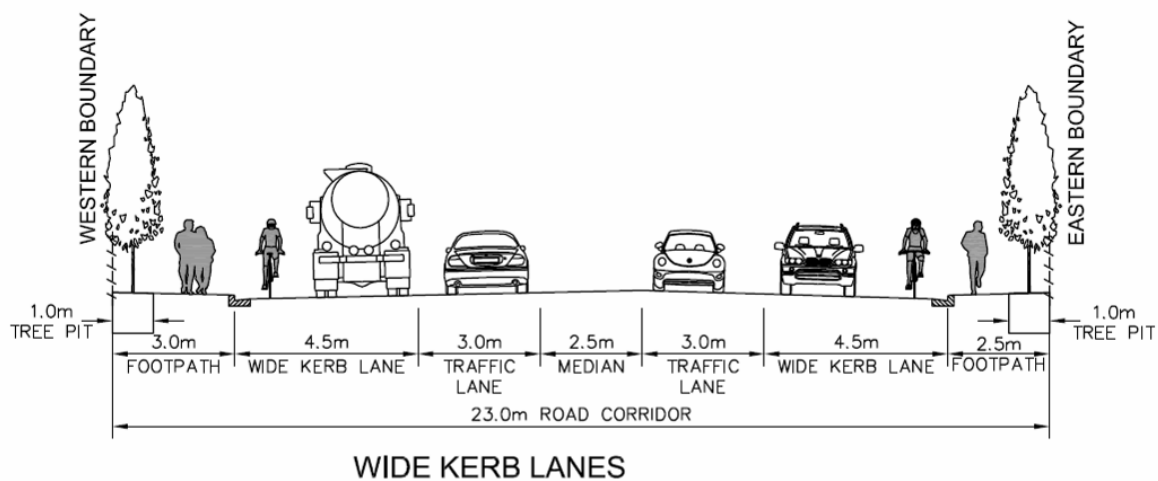 WESTERN BOUNDARY
EASTERN BOUNDARY
1.0m
TREE PIT
1.0m
TREE PIT
3.0m
FOOTPATH
4.5m
WIDE KERB LANE
3.0m
TRAFFIC
LANE
2.5m
MEDIAN
3.0m
TRAFFIC
LANE
4.5m
WIDE KERB LANE
2.5m
FOOTPATH
23.0m ROAD CORRIDOR
WIDE KERB LANES